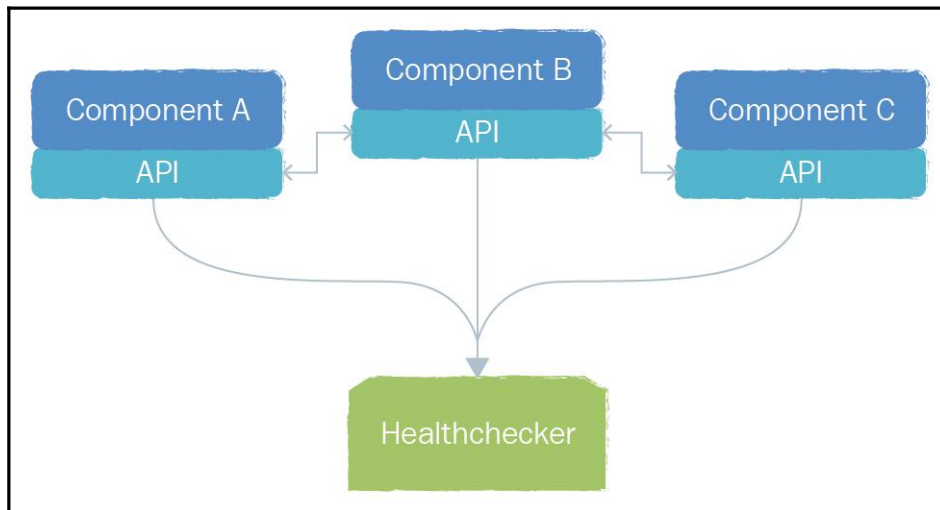 Component A
API
Component B
API
Component C
API
Healthchecker